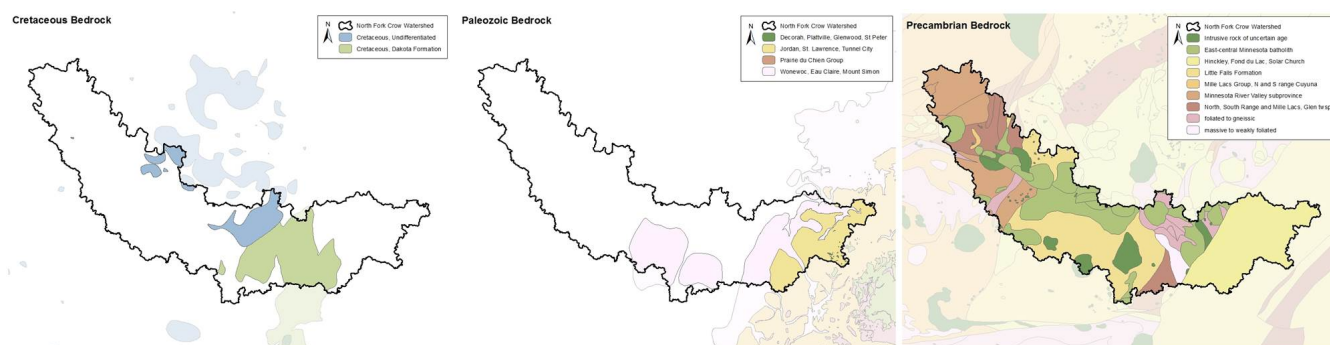 Cretaceous Bedrock
N
North Fork Crow Watershed
Cretaceous, Undifferentiated
Cretaceous, Dakota Formation
Paleozoic Bedrock
N
North Fork Crow Watershed
Decorah, Plattville, Glenwood, St Peter
Jordan, St. Lawrence, Tunnel City
Prairie du Chien Group
Wonewoc, Eau Claire, Mount Simon
Precambrian Bedrock
N
North Fork Crow Watershed
Intrusive rock of uncertain age
East-central Minnesota batholith
Hinckley, Fond du Lac, Solar Church
Little Falls Formation
Mille Lacs Group, N and S range Cuyuna
Minnesota River Valley subprovince
North, South Range and Mille Lacs, Glen twsp
foliated to gneissic
massive to weakly foliated